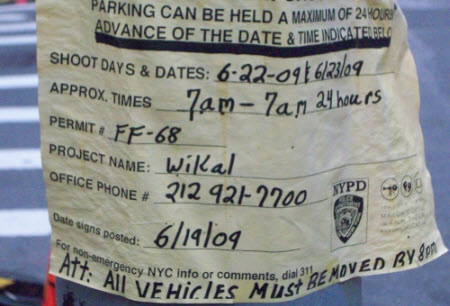 PARKING CAN BE HELD A MAXIMUM OF 24 HOURS
ADVANCE OF THE DATE & TIME INDICATED BELO
SHOOT DAYS & DATES: 6-22-09 & 6/23/09
APPROX. TIMES 7am - 7am 24 hours
PERMIT # FF-68
PROJECT NAME: Wikal
OFFICE PHONE # 212 921-7700
NYPD
Date signs posted: 6/19/09
For non-emergency NYC info or comments, dial 311
Att: All VEHICLES MUST BE MOVED BY 8pm